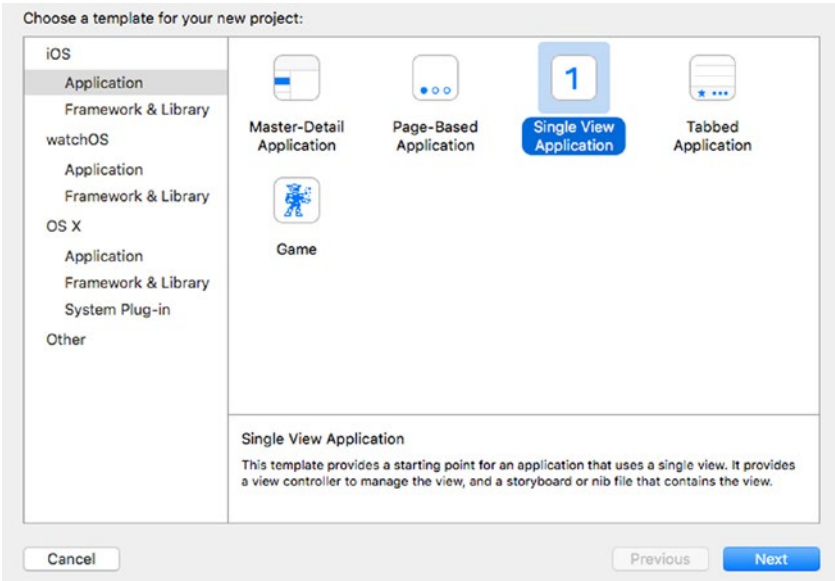 Choose a template for your new project:
iOS
Application
Framework & Library
watchOS
Application
Framework & Library
OS X
Application
Framework & Library
System Plug-in
Other
Master-Detail
Application
Page-Based
Application
1
Single View
Application
Tabbed
Application
Game
Single View Application
This template provides a starting point for an application that uses a single view. It provides
a view controller to manage the view, and a storyboard or nib file that contains the view.
Cancel
Previous
Next